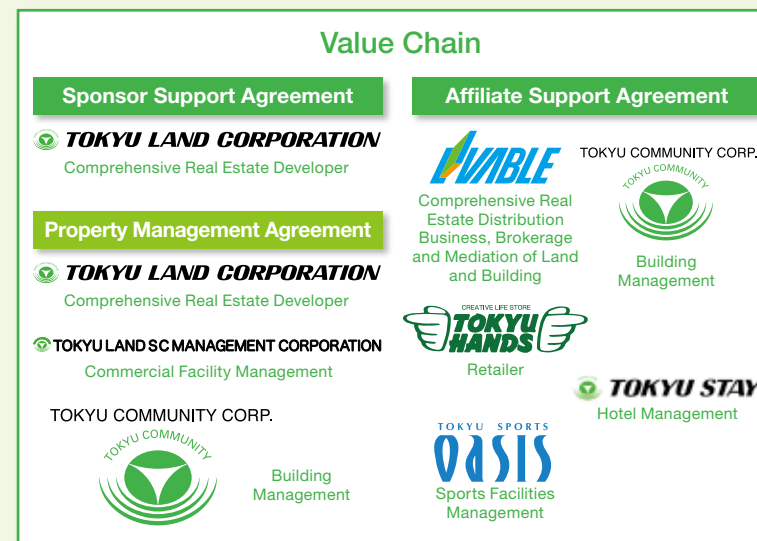 Value Chain
Sponsor Support Agreement
TOKYU LAND CORPORATION
Comprehensive Real Estate Developer
Property Management Agreement
TOKYU LAND CORPORATION
Comprehensive Real Estate Developer
TOKYU LAND SC MANAGEMENT CORPORATION
Commercial Facility Management
TOKYU COMMUNITY CORP.
TOKYU COMMUNITY
Building
Management
Affiliate Support Agreement
LIVABLE
Comprehensive Real
Estate Distribution
Business, Brokerage
and Mediation of Land
and Building
TOKYU COMMUNITY CORP.
TOKYU COMMUNITY
Building
Management
CREATIVE LIFE STORE
TOKYU
HANDS
Retailer
TOKYU STAY
Hotel Management
TOKYU SPORTS
OASIS
Sports Facilities
Management